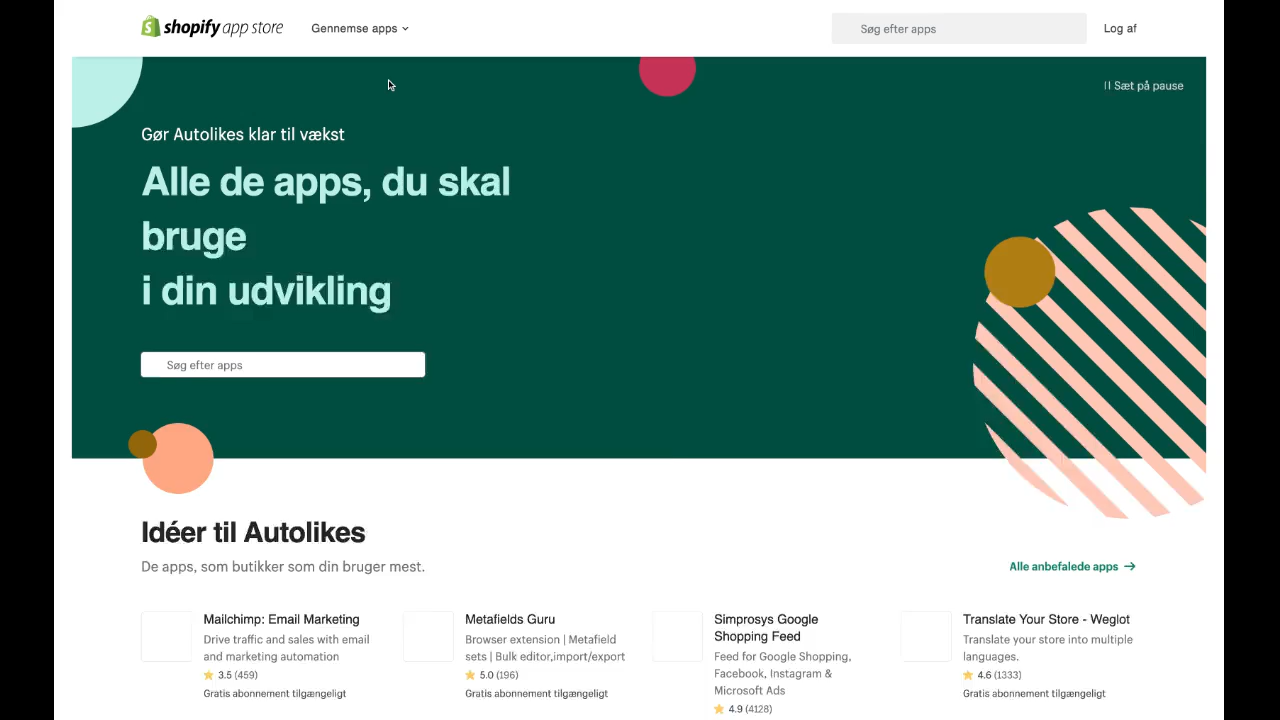 shopify app store
Gennemse apps
Søg efter apps
Log af
Sæt på pause
Gør Autolikes klar til vækst
Alle de apps, du skal
bruge
i din udvikling
Søg efter apps
Idéer til Autolikes
De apps, som butikker som din bruger mest.
Alle anbefalede apps →
Mailchimp: Email Marketing
Drive traffic and sales with email
and marketing automation
3.5 (459)
Gratis abonnement tilgængeligt
Metafields Guru
Browser extension | Metafield
sets | Bulk editor,import/export
5.0 (196)
Gratis abonnement tilgængeligt
Simprosys Google
Shopping Feed
Feed for Google Shopping,
Facebook, Instagram &
Microsoft Ads
4.9 (4128)
Translate Your Store - Weglot
Translate your store into multiple
languages.
4.6 (1333)
Gratis abonnement tilgængeligt